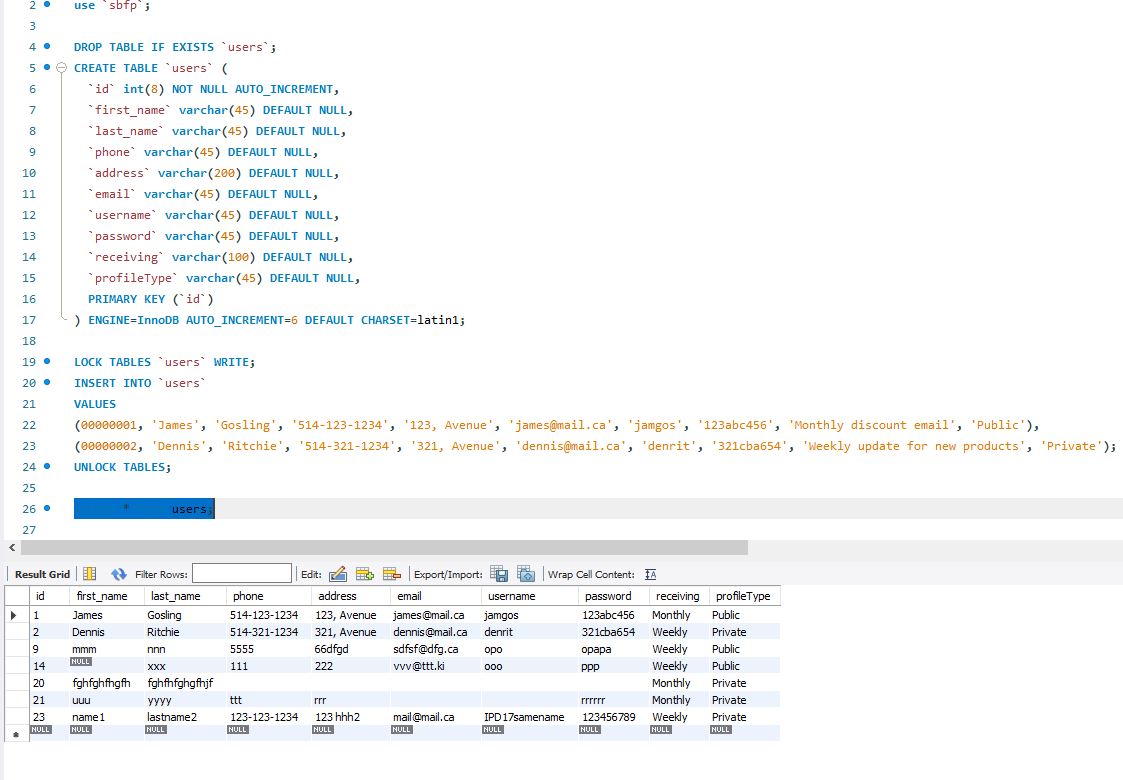 2 use `sbfp`;
3
4 DROP TABLE IF EXISTS `users`;
5 CREATE TABLE `users` (
6 `id` int(8) NOT NULL AUTO_INCREMENT,
7 `first_name` varchar(45) DEFAULT NULL,
8 `last_name` varchar(45) DEFAULT NULL,
9 `phone` varchar(45) DEFAULT NULL,
10 `address` varchar(200) DEFAULT NULL,
11 `email` varchar(45) DEFAULT NULL,
12 `username` varchar(45) DEFAULT NULL,
13 `password` varchar(45) DEFAULT NULL,
14 `receiving` varchar(100) DEFAULT NULL,
15 `profileType` varchar(45) DEFAULT NULL,
16 PRIMARY KEY (`id`)
17 ) ENGINE=InnoDB AUTO_INCREMENT=6 DEFAULT CHARSET=latin1;
18
19 LOCK TABLES `users` WRITE;
20 INSERT INTO `users`
21 VALUES
22 (00000001, 'James', 'Gosling', '514-123-1234', '123, Avenue', 'james@mail.ca', 'jamgos', '123abc456', 'Monthly discount email', 'Public'),
23 (00000002, 'Dennis', 'Ritchie', '514-321-1234', '321, Avenue', 'dennis@mail.ca', 'denrit', '321cba654', 'Weekly update for new products', 'Private');
24 UNLOCK TABLES;
25
26 * users;
27
Result Grid Filter Rows: Edit: Export/Import: Wrap Cell Content:
id first_name last_name phone address email username password receiving profileType
1 James Gosling 514-123-1234 123, Avenue james@mail.ca jamgos 123abc456 Monthly Public
2 Dennis Ritchie 514-321-1234 321, Avenue dennis@mail.ca denrit 321cba654 Weekly Private
9 mmm nnn 5555 66dfgd sdfsf@dfg.ca opo opapa Weekly Public
14 NULL xxx 111 222 vvv@ttt.ki ooo ppp Weekly Public
20 fghfghfhgfh fghfhfghgfhjf Monthly Private
21 uuu yyyy ttt rrr rrrrrr Monthly Private
23 name1 lastname2 123-123-1234 123 hhh2 mail@mail.ca IPD17samename 123456789 Weekly Private
NULL NULL NULL NULL NULL NULL NULL NULL NULL NULL